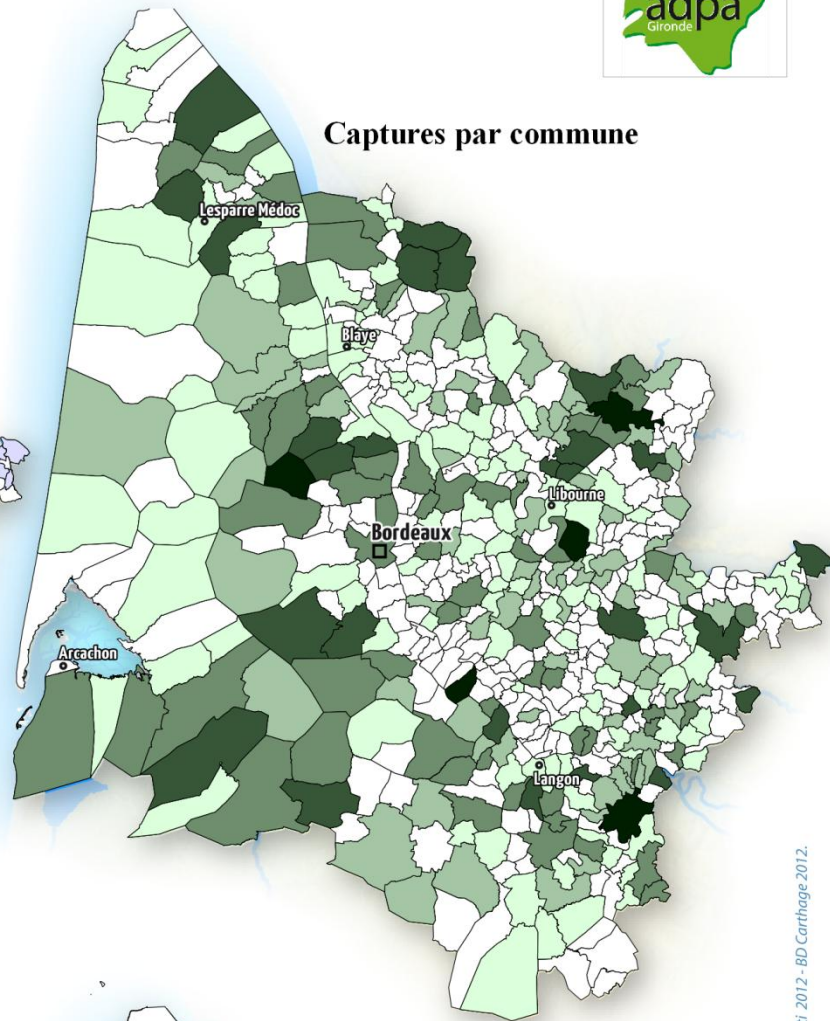 adpa
Gironde
Captures par commune
Lesparre Médoc
Blaye
Libourne
Bordeaux
Arcachon
Langon
2012 - BD Carthage 2012.